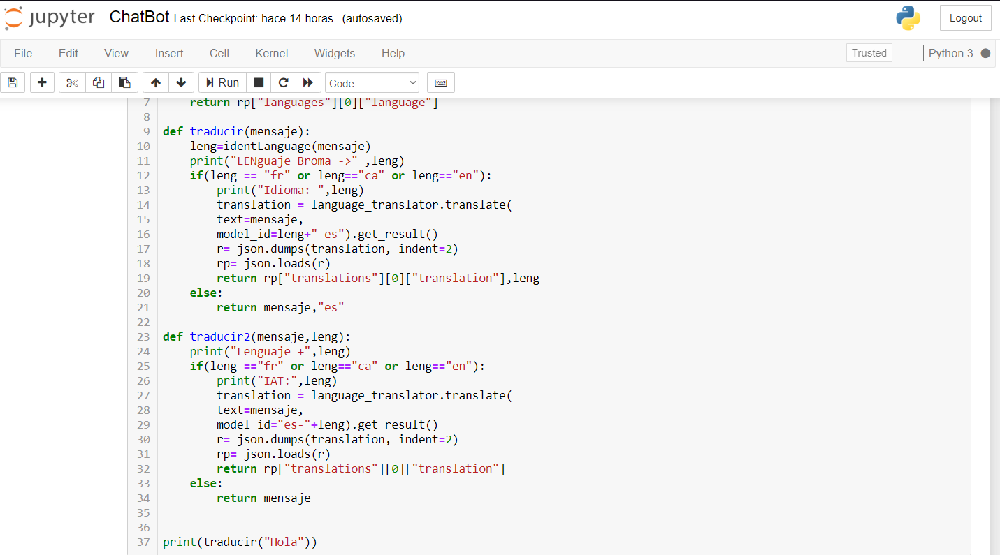 jupyter ChatBot Last Checkpoint: hace 14 horas (autosaved) Logout
File Edit View Insert Cell Kernel Widgets Help Trusted Python 3
Run Code
7     return rp["languages"][0]["language"]
8
9 def traducir(mensaje):
10     leng=identLanguage(mensaje)
11     print("LENguaje Broma ->" ,leng)
12     if(leng == "fr" or leng=="ca" or leng=="en"):
13         print("Idioma: ",leng)
14         translation = language_translator.translate(
15         text=mensaje,
16         model_id=leng+"-es").get_result()
17         r= json.dumps(translation, indent=2)
18         rp= json.loads(r)
19         return rp["translations"][0]["translation"],leng
20     else:
21         return mensaje,"es"
22
23 def traducir2(mensaje,leng):
24     print("Lenguaje +",leng)
25     if(leng =="fr" or leng=="ca" or leng=="en"):
26         print("IAT:",leng)
27         translation = language_translator.translate(
28         text=mensaje,
29         model_id="es-"+leng).get_result()
30         r= json.dumps(translation, indent=2)
31         rp= json.loads(r)
32         return rp["translations"][0]["translation"]
33     else:
34         return mensaje
35
36
37 print(traducir("Hola"))